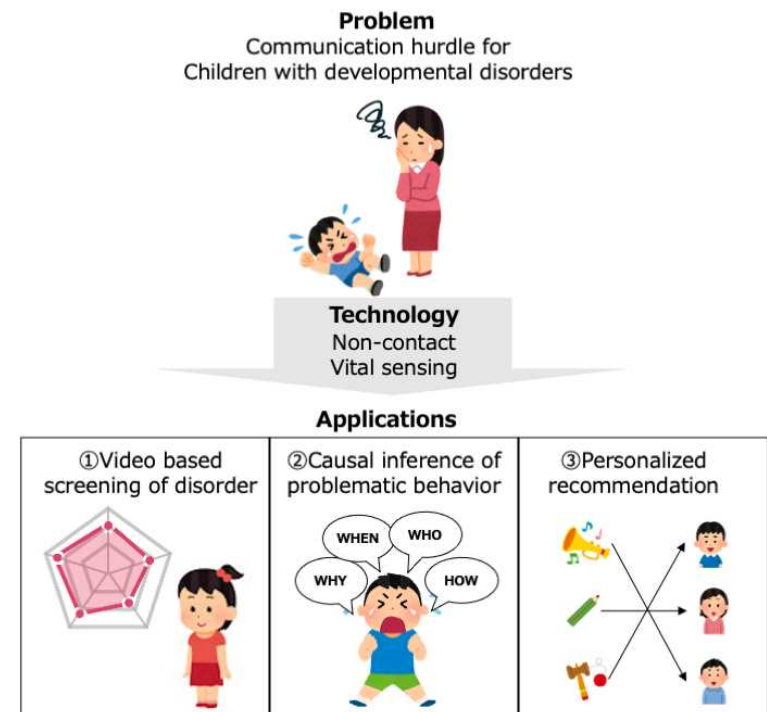 Problem
Communication hurdle for
Children with developmental disorders
Technology
Non-contact
Vital sensing
Applications
①Video based
screening of disorder
②Causal inference of
problematic behavior
③Personalized
recommendation
WHEN
WHO
WHY
HOW